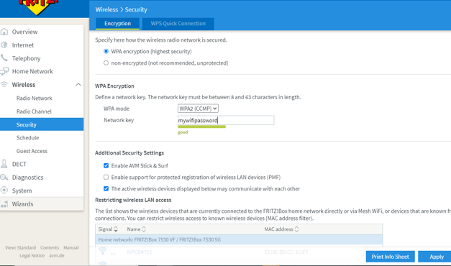 Wireless > Security
Encryption
WPS Quick Connection
Overview
Internet
Telephony
Home Network
Wireless
Radio Network
Radio Channel
Security
Schedule
Guest Access
DECT
Diagnostics
System
Wizards
View: Standard Contents Manual
Legal Notice avm.de
Specify here how the wireless radio network is secured.
WPA encryption (highest security)
non-encrypted (not recommended, unprotected)
WPA Encryption
Define a network key. The network key must be between 8 and 63 characters in length.
WPA mode
WPA2 (CCMP)
Network key
mywifipassword
good
Additional Security Settings
Enable AVM Stick & Surf
Enable support for protected registration of wireless LAN devices (PMF)
The active wireless devices displayed below may communicate with each other
Restricting wireless LAN access
The list shows the wireless devices that are currently connected to the FRITZ!Box home network directly or via Mesh WiFi, or devices that are known fr
connections. You can restrict wireless access to known wireless devices (MAC address filter).
Signal Name MAC address
Home network: FRITZ!Box 7530 VF / FRITZ!Box 7530 5G
Print Info Sheet
Apply